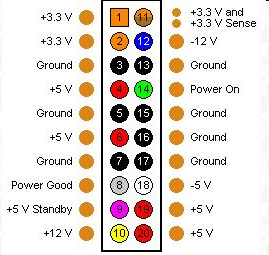 +3.3 V 1 11 +3.3 V and
+3.3 V Sense
+3.3 V 2 12 -12 V
Ground 3 13 Ground
+5 V 4 14 Power On
Ground 5 15 Ground
+5 V 6 16 Ground
Ground 7 17 Ground
Power Good 8 18 -5 V
+5 V Standby 9 19 +5 V
+12 V 10 20 +5 V